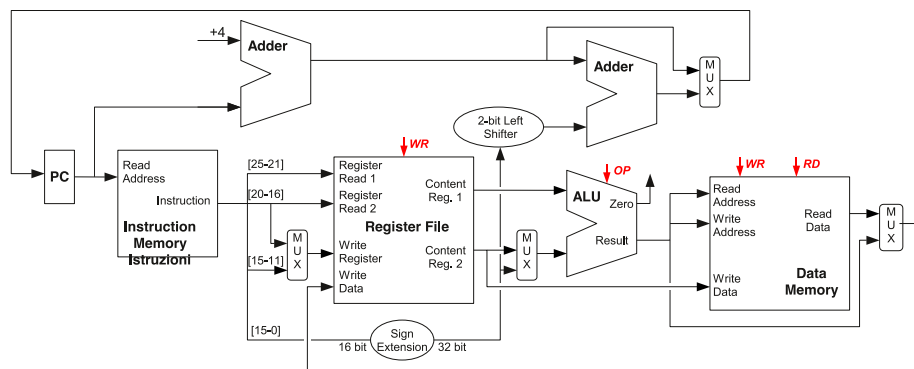 +4
Adder
Adder
M
U
X
2-bit Left
Shifter
PC
Read
Address
Instruction
Instruction
Memory
Istruzioni
[25-21]
[20-16]
[15-11]
[15-0]
M
U
X
WR
Register
Read 1
Register
Read 2
Write
Register
Write
Data
Content
Reg. 1
Register File
Content
Reg. 2
Sign
Extension
16 bit
32 bit
M
U
X
OP
ALU
Zero
Result
WR
RD
Read
Address
Write
Address
Read
Data
Write
Data
Data
Memory
M
U
X